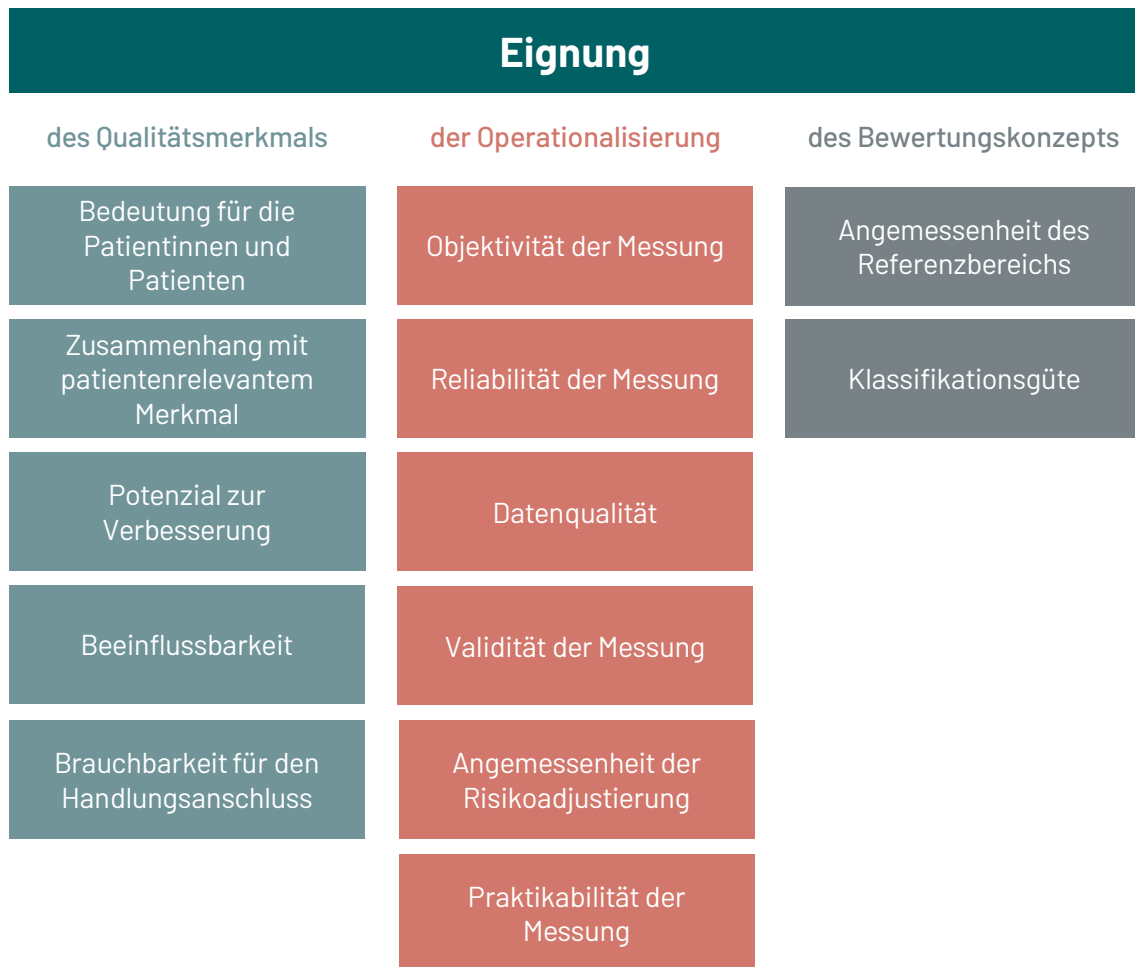 Eignung
des Qualitätsmerkmals
Bedeutung für die
Patientinnen und
Patienten
Zusammenhang mit
patientenrelevantem
Merkmal
Potenzial zur
Verbesserung
Beeinflussbarkeit
Brauchbarkeit für den
Handlungsanschluss
der Operationalisierung
Objektivität der Messung
Reliabilität der Messung
Datenqualität
Validität der Messung
Angemessenheit der
Risikoadjustierung
Praktikabilität der
Messung
des Bewertungskonzepts
Angemessenheit des
Referenzbereichs
Klassifikationsgüte